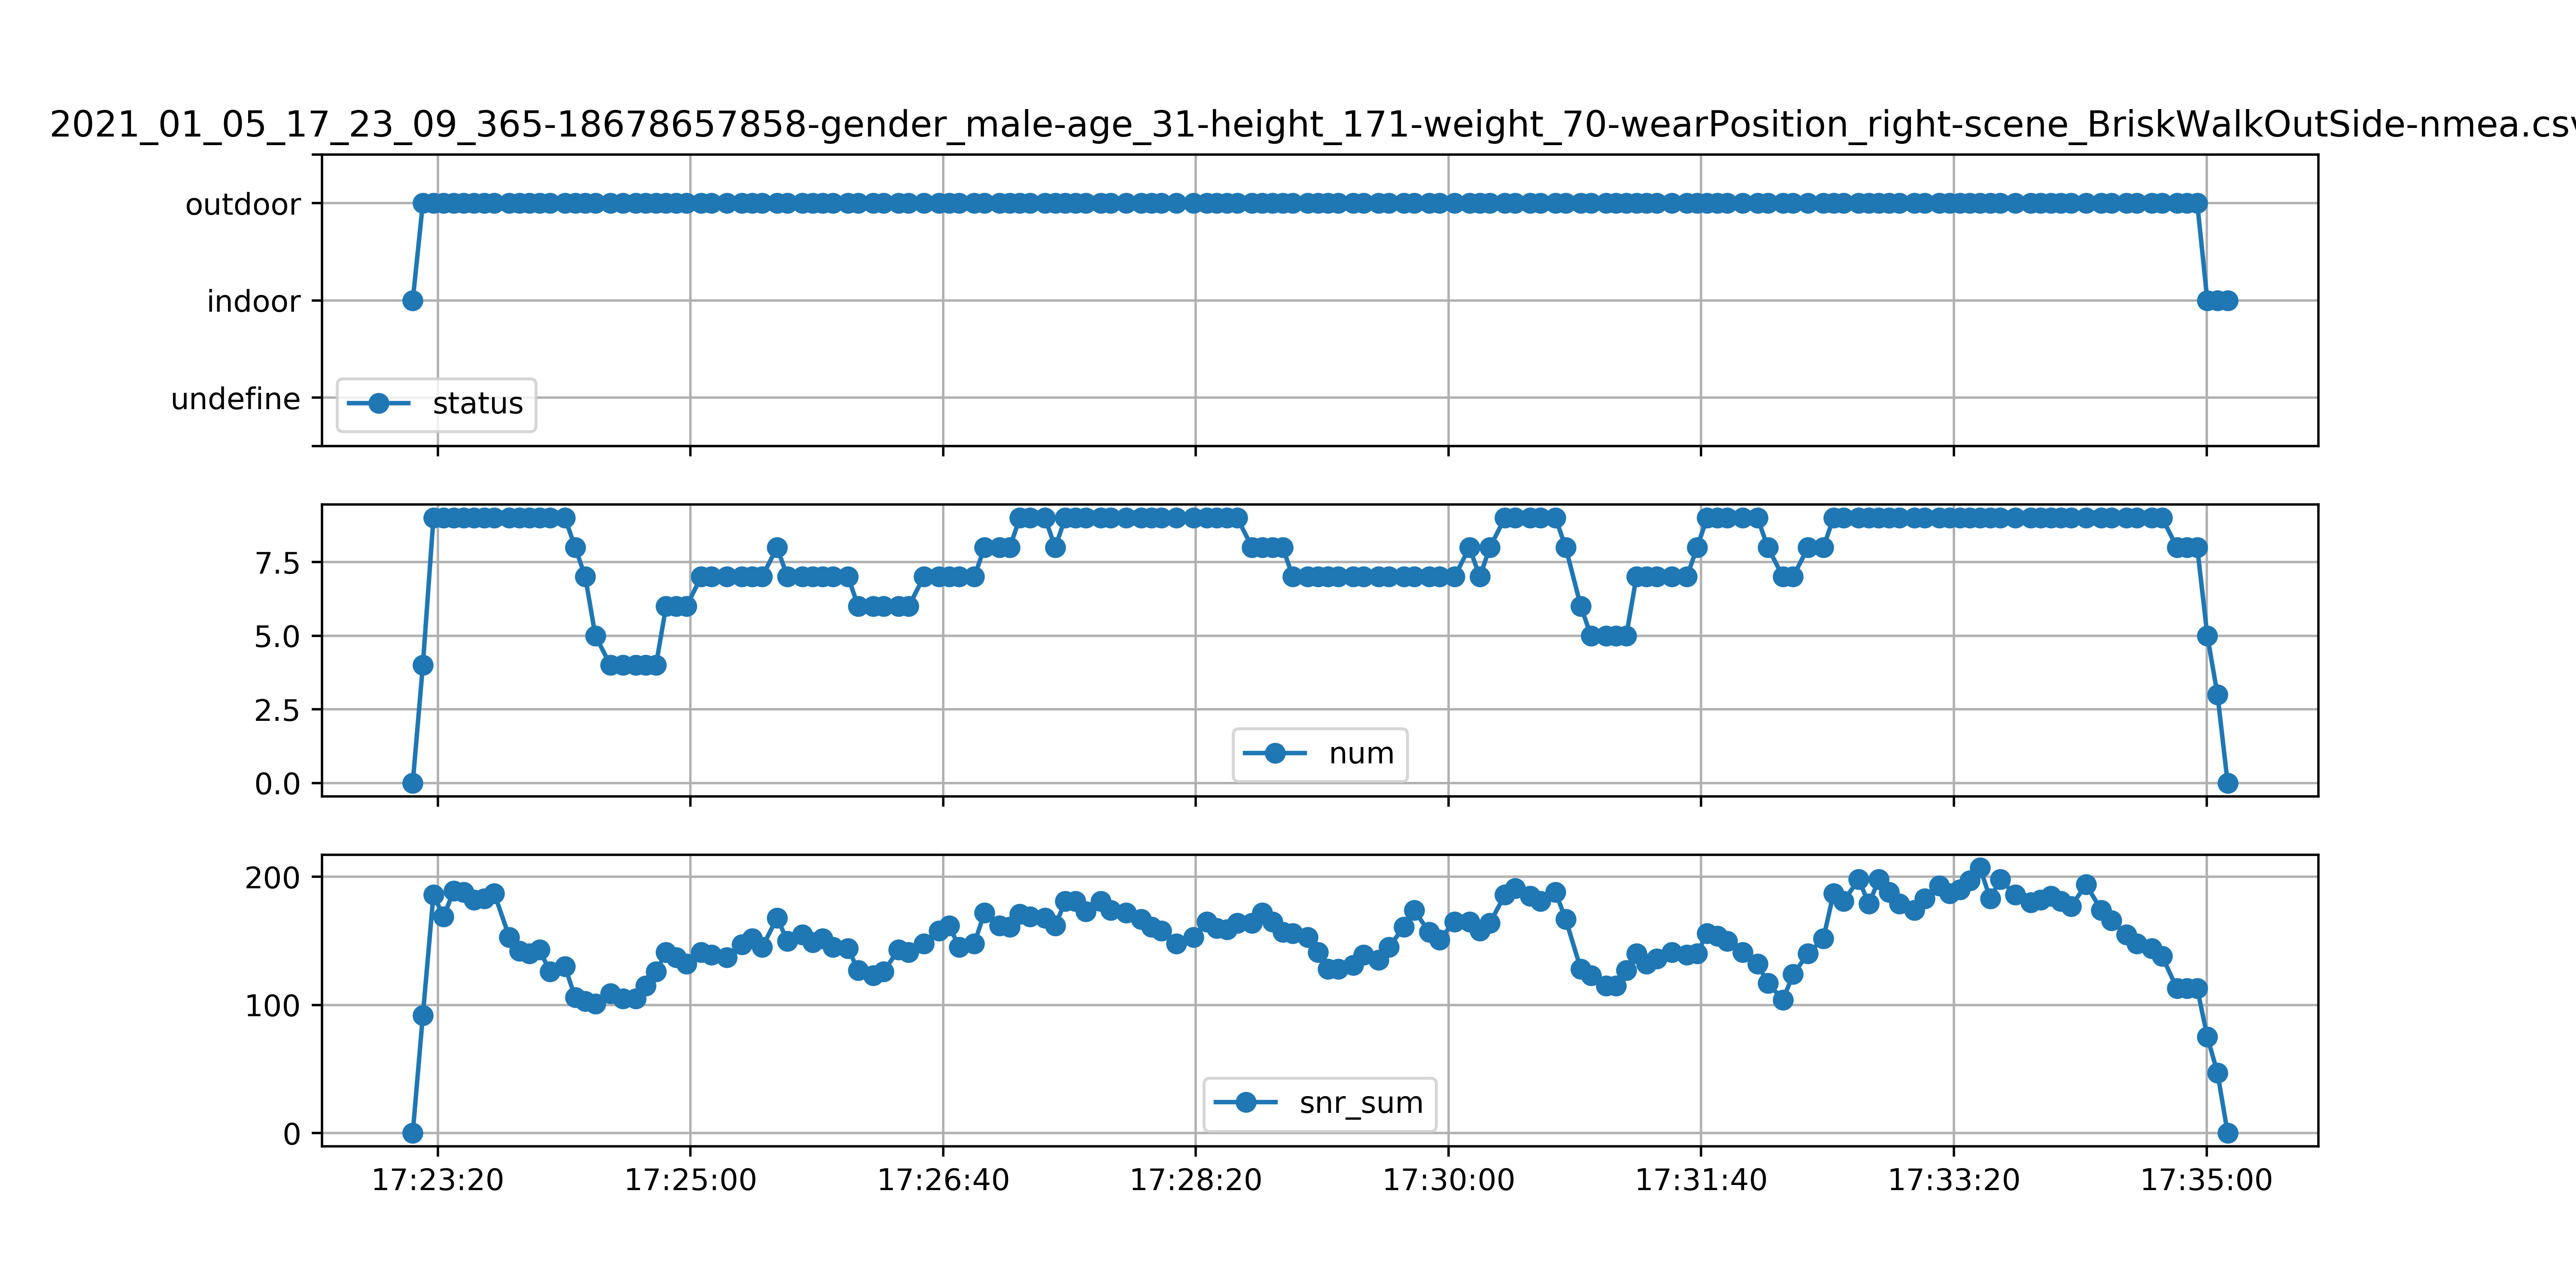 2021_01_05_17_23_09_365-18678657858-gender_male-age_31-height_171-weight_70-wearPosition_right-scene_BriskWalkOutSide-nmea.csv
outdoor
indoor
undefine
status
7.5
5.0
2.5
0.0
num
200
100
0
snr_sum
17:23:20 17:25:00 17:26:40 17:28:20 17:30:00 17:31:40 17:33:20 17:35:00